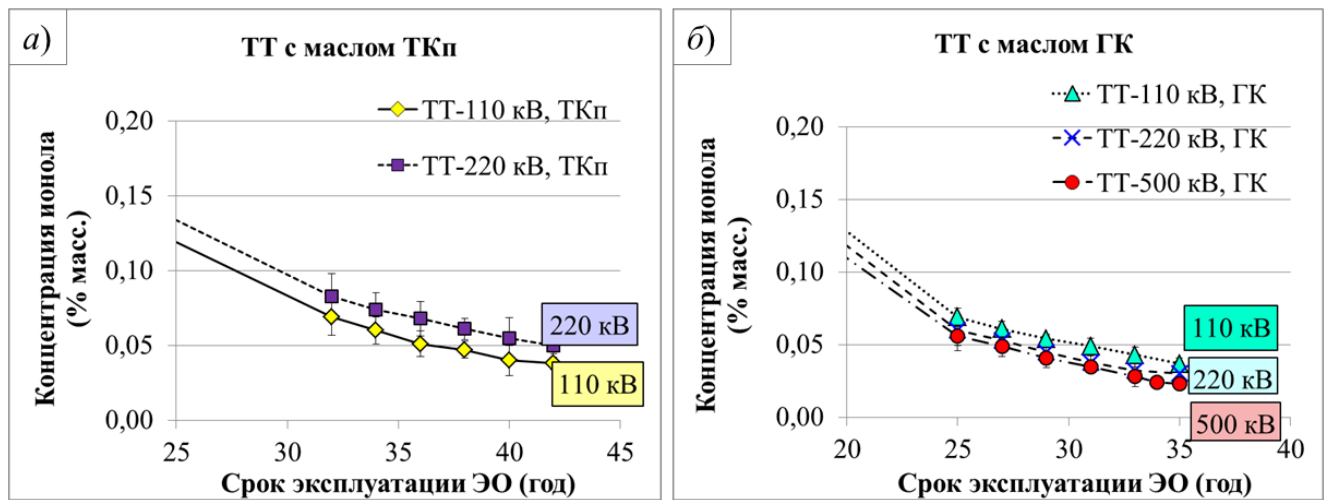 а)
ТТ с маслом ТКп
ТТ-110 кВ, ТКп
ТТ-220 кВ, ТКп
Концентрация ионола
(% масс.)
0,20
0,15
0,10
0,05
0,00
220 кВ
110 кВ
25 30 35 40 45
Срок эксплуатации ЭО (год)
б)
ТТ с маслом ГК
ТТ-110 кВ, ГК
ТТ-220 кВ, ГК
ТТ-500 кВ, ГК
Концентрация ионола
(% масс.)
0,20
0,15
0,10
0,05
0,00
110 кВ
220 кВ
500 кВ
20 25 30 35 40
Срок эксплуатации ЭО (год)